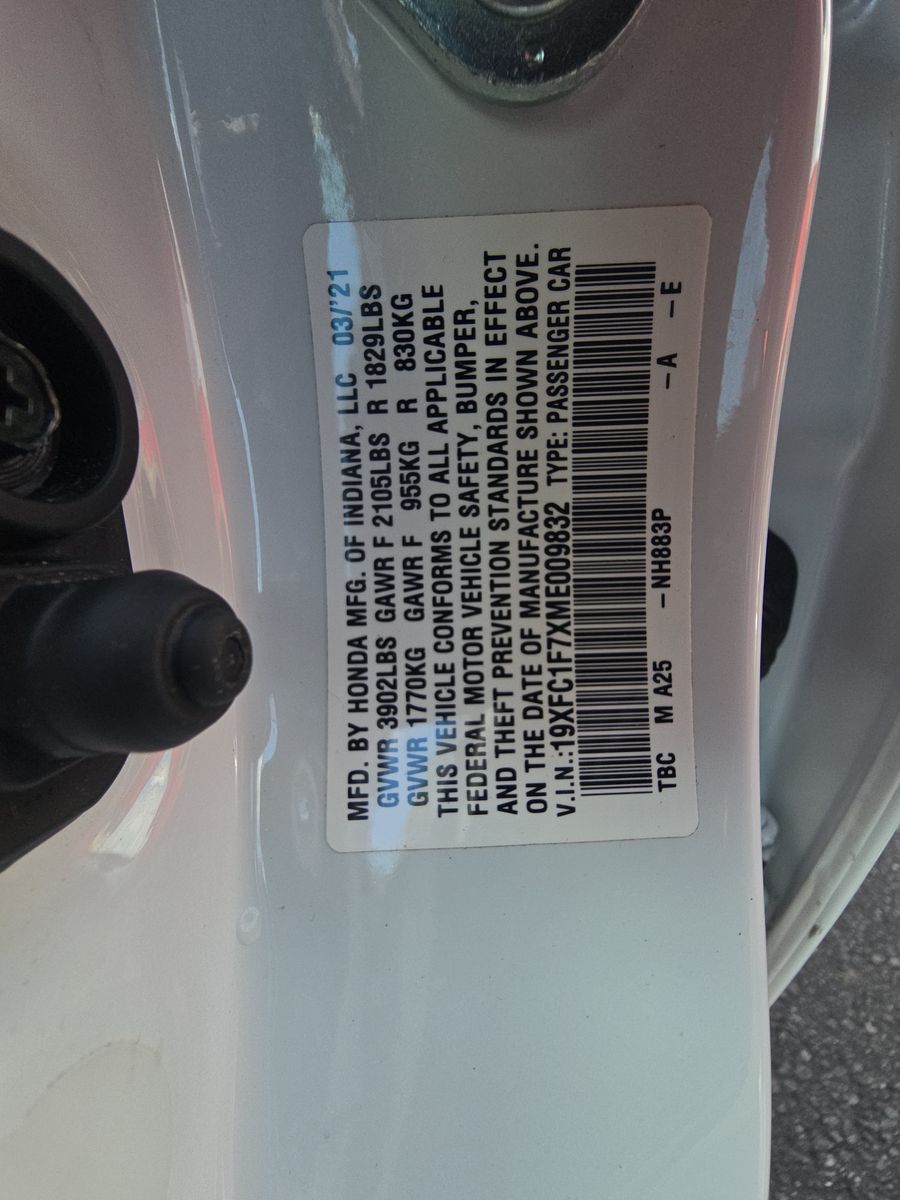 MFD. BY HONDA MFG. OF INDIANA, LLC 03/'21
GVWR 3902LBS GAWR F 2105LBS R 1829LBS
GVWR 1770KG GAWR F 955KG R 830KG
THIS VEHICLE CONFORMS TO ALL APPLICABLE
FEDERAL MOTOR VEHICLE SAFETY, BUMPER,
AND THEFT PREVENTION STANDARDS IN EFFECT
ON THE DATE OF MANUFACTURE SHOWN ABOVE.
V.I.N.:19XFC1F7XME009832 TYPE: PASSENGER CAR
TBC M A25 –NH883P –A –E